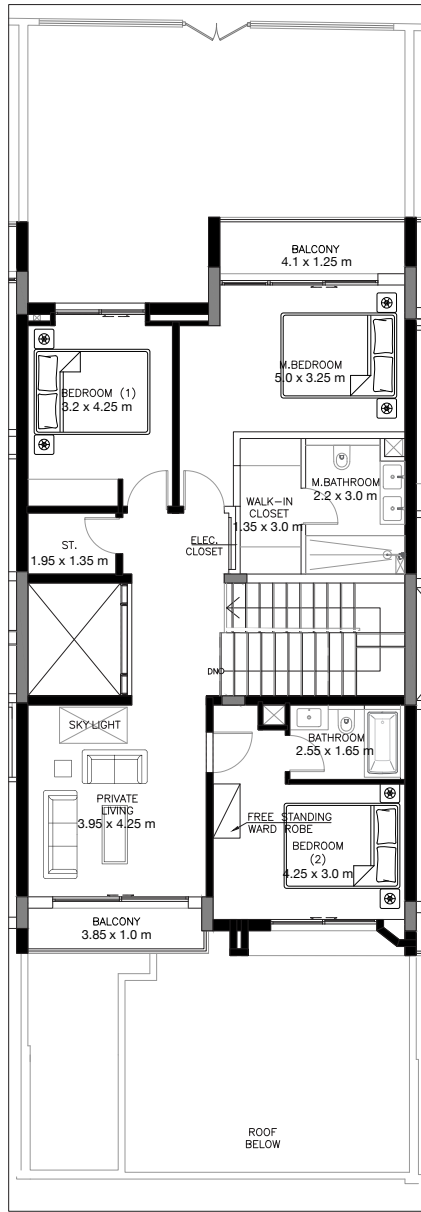 BALCONY
4.1 x 1.25 m
M.BEDROOM
5.0 x 3.25 m
BEDROOM (1)
3.2 x 4.25 m
M.BATHROOM
2.2 x 3.0 m
WALK-IN
CLOSET
1.35 x 3.0 m
ELEC.
CLOSET
ST.
1.95 x 1.35 m
DN
SKYLIGHT
BATHROOM
2.55 x 1.65 m
PRIVATE
LIVING
3.95 x 4.25 m
FREE STANDING
WARD ROBE
BEDROOM
(2)
4.25 x 3.0 m
BALCONY
3.85 x 1.0 m
ROOF
BELOW